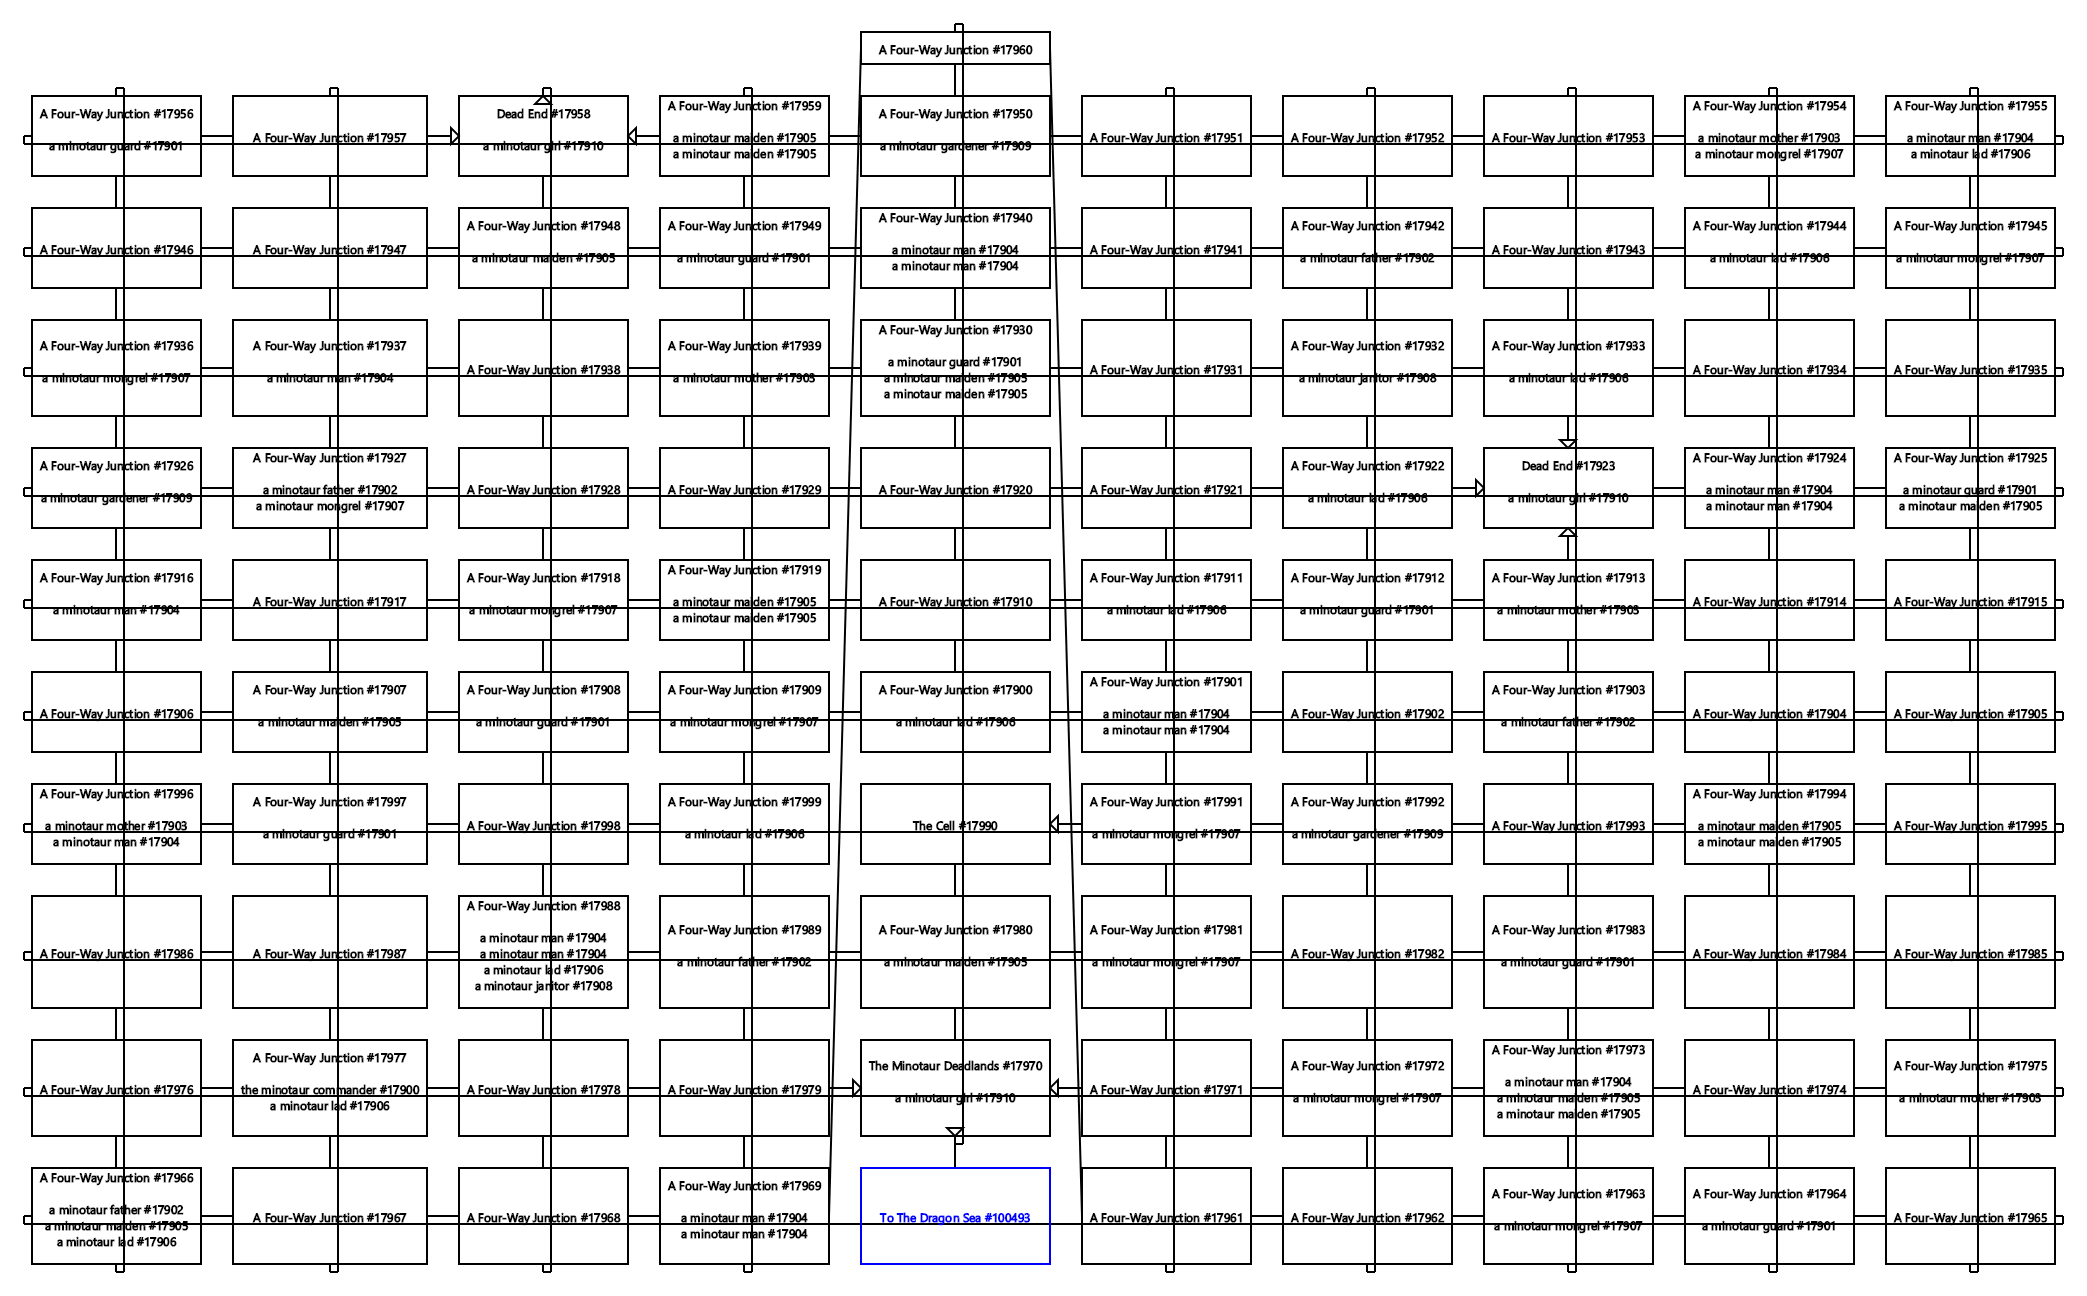 A Four-Way Junction #17960
A Four-Way Junction #17956
a minotaur guard #17901
A Four-Way Junction #17957
Dead End #17958
a minotaur girl #17910
A Four-Way Junction #17959
a minotaur maiden #17905
a minotaur maiden #17905
A Four-Way Junction #17950
a minotaur gardener #17909
A Four-Way Junction #17951
A Four-Way Junction #17952
A Four-Way Junction #17953
A Four-Way Junction #17954
a minotaur mother #17903
a minotaur mongrel #17907
A Four-Way Junction #17955
a minotaur man #17904
a minotaur lad #17906
A Four-Way Junction #17946
A Four-Way Junction #17947
A Four-Way Junction #17948
a minotaur maiden #17905
A Four-Way Junction #17949
a minotaur guard #17901
A Four-Way Junction #17940
a minotaur man #17904
a minotaur man #17904
A Four-Way Junction #17941
A Four-Way Junction #17942
a minotaur father #17902
A Four-Way Junction #17943
A Four-Way Junction #17944
a minotaur lad #17906
A Four-Way Junction #17945
a minotaur mongrel #17907
A Four-Way Junction #17936
a minotaur mongrel #17907
A Four-Way Junction #17937
a minotaur man #17904
A Four-Way Junction #17938
A Four-Way Junction #17939
a minotaur mother #17903
A Four-Way Junction #17930
a minotaur guard #17901
a minotaur maiden #17905
a minotaur maiden #17905
A Four-Way Junction #17931
A Four-Way Junction #17932
a minotaur janitor #17908
A Four-Way Junction #17933
a minotaur lad #17906
A Four-Way Junction #17934
A Four-Way Junction #17935
A Four-Way Junction #17926
a minotaur gardener #17909
A Four-Way Junction #17927
a minotaur father #17902
a minotaur mongrel #17907
A Four-Way Junction #17928
A Four-Way Junction #17929
A Four-Way Junction #17920
A Four-Way Junction #17921
A Four-Way Junction #17922
a minotaur lad #17906
Dead End #17923
a minotaur girl #17910
A Four-Way Junction #17924
a minotaur man #17904
a minotaur man #17904
A Four-Way Junction #17925
a minotaur guard #17901
a minotaur maiden #17905
A Four-Way Junction #17916
a minotaur man #17904
A Four-Way Junction #17917
A Four-Way Junction #17918
a minotaur mongrel #17907
A Four-Way Junction #17919
a minotaur maiden #17905
a minotaur maiden #17905
A Four-Way Junction #17910
A Four-Way Junction #17911
a minotaur lad #17906
A Four-Way Junction #17912
a minotaur guard #17901
A Four-Way Junction #17913
a minotaur mother #17903
A Four-Way Junction #17914
A Four-Way Junction #17915
A Four-Way Junction #17906
A Four-Way Junction #17907
a minotaur maiden #17905
A Four-Way Junction #17908
a minotaur guard #17901
A Four-Way Junction #17909
a minotaur mongrel #17907
A Four-Way Junction #17900
a minotaur lad #17906
A Four-Way Junction #17901
a minotaur man #17904
a minotaur man #17904
A Four-Way Junction #17902
A Four-Way Junction #17903
a minotaur father #17902
A Four-Way Junction #17904
A Four-Way Junction #17905
A Four-Way Junction #17996
a minotaur mother #17903
a minotaur man #17904
A Four-Way Junction #17997
a minotaur guard #17901
A Four-Way Junction #17998
A Four-Way Junction #17999
a minotaur lad #17906
The Cell #17990
A Four-Way Junction #17991
a minotaur mongrel #17907
A Four-Way Junction #17992
a minotaur gardener #17909
A Four-Way Junction #17993
A Four-Way Junction #17994
a minotaur maiden #17905
a minotaur maiden #17905
A Four-Way Junction #17995
A Four-Way Junction #17986
A Four-Way Junction #17987
A Four-Way Junction #17988
a minotaur man #17904
a minotaur man #17904
a minotaur lad #17906
a minotaur janitor #17908
A Four-Way Junction #17989
a minotaur father #17902
A Four-Way Junction #17980
a minotaur maiden #17905
A Four-Way Junction #17981
a minotaur mongrel #17907
A Four-Way Junction #17982
A Four-Way Junction #17983
a minotaur guard #17901
A Four-Way Junction #17984
A Four-Way Junction #17985
A Four-Way Junction #17976
A Four-Way Junction #17977
the minotaur commander #17900
a minotaur lad #17906
A Four-Way Junction #17978
A Four-Way Junction #17979
The Minotaur Deadlands #17970
a minotaur girl #17910
A Four-Way Junction #17971
A Four-Way Junction #17972
a minotaur mongrel #17907
A Four-Way Junction #17973
a minotaur man #17904
a minotaur maiden #17905
a minotaur maiden #17905
A Four-Way Junction #17974
A Four-Way Junction #17975
a minotaur mother #17903
A Four-Way Junction #17966
a minotaur father #17902
a minotaur maiden #17905
a minotaur lad #17906
A Four-Way Junction #17967
A Four-Way Junction #17968
A Four-Way Junction #17969
a minotaur man #17904
a minotaur man #17904
To The Dragon Sea #100493
A Four-Way Junction #17961
A Four-Way Junction #17962
A Four-Way Junction #17963
a minotaur mongrel #17907
A Four-Way Junction #17964
a minotaur guard #17901
A Four-Way Junction #17965